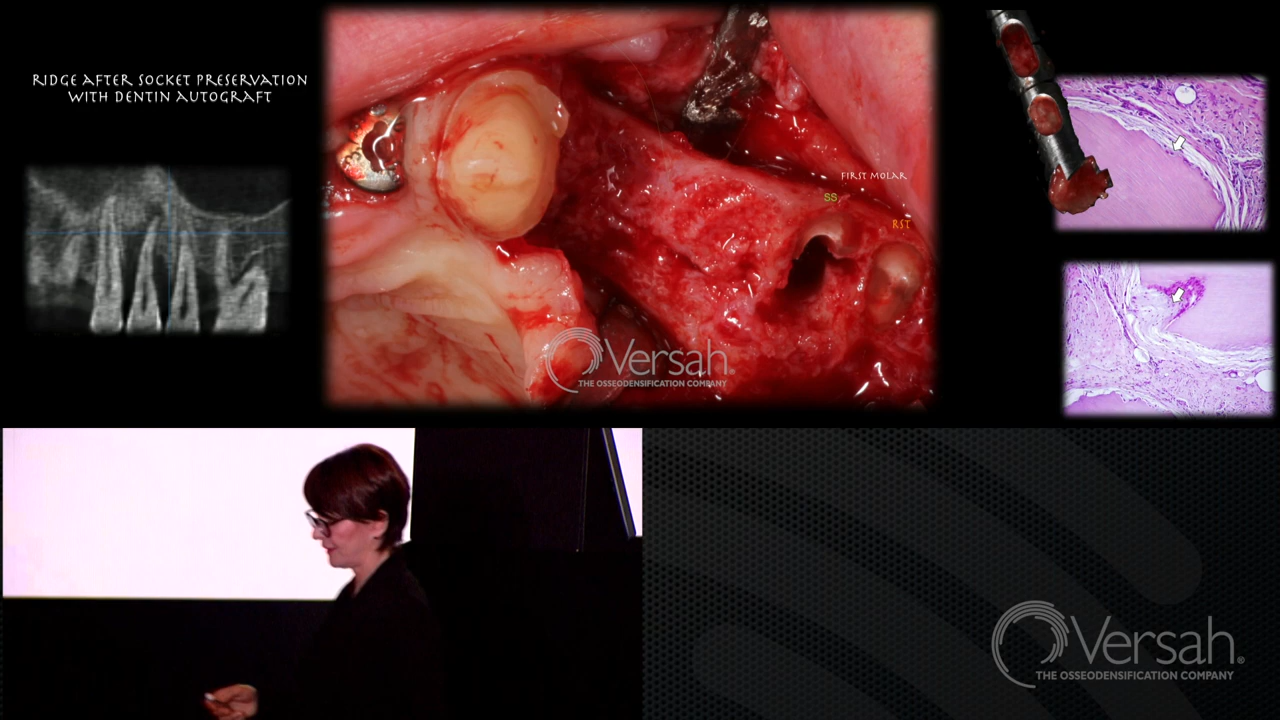 RIDGE AFTER SOCKET PRESERVATION
WITH DENTIN AUTOGRAFT
FIRST MOLAR
SS
RST
Versah®
THE OSSEODENSIFICATION COMPANY
Versah®
THE OSSEODENSIFICATION COMPANY